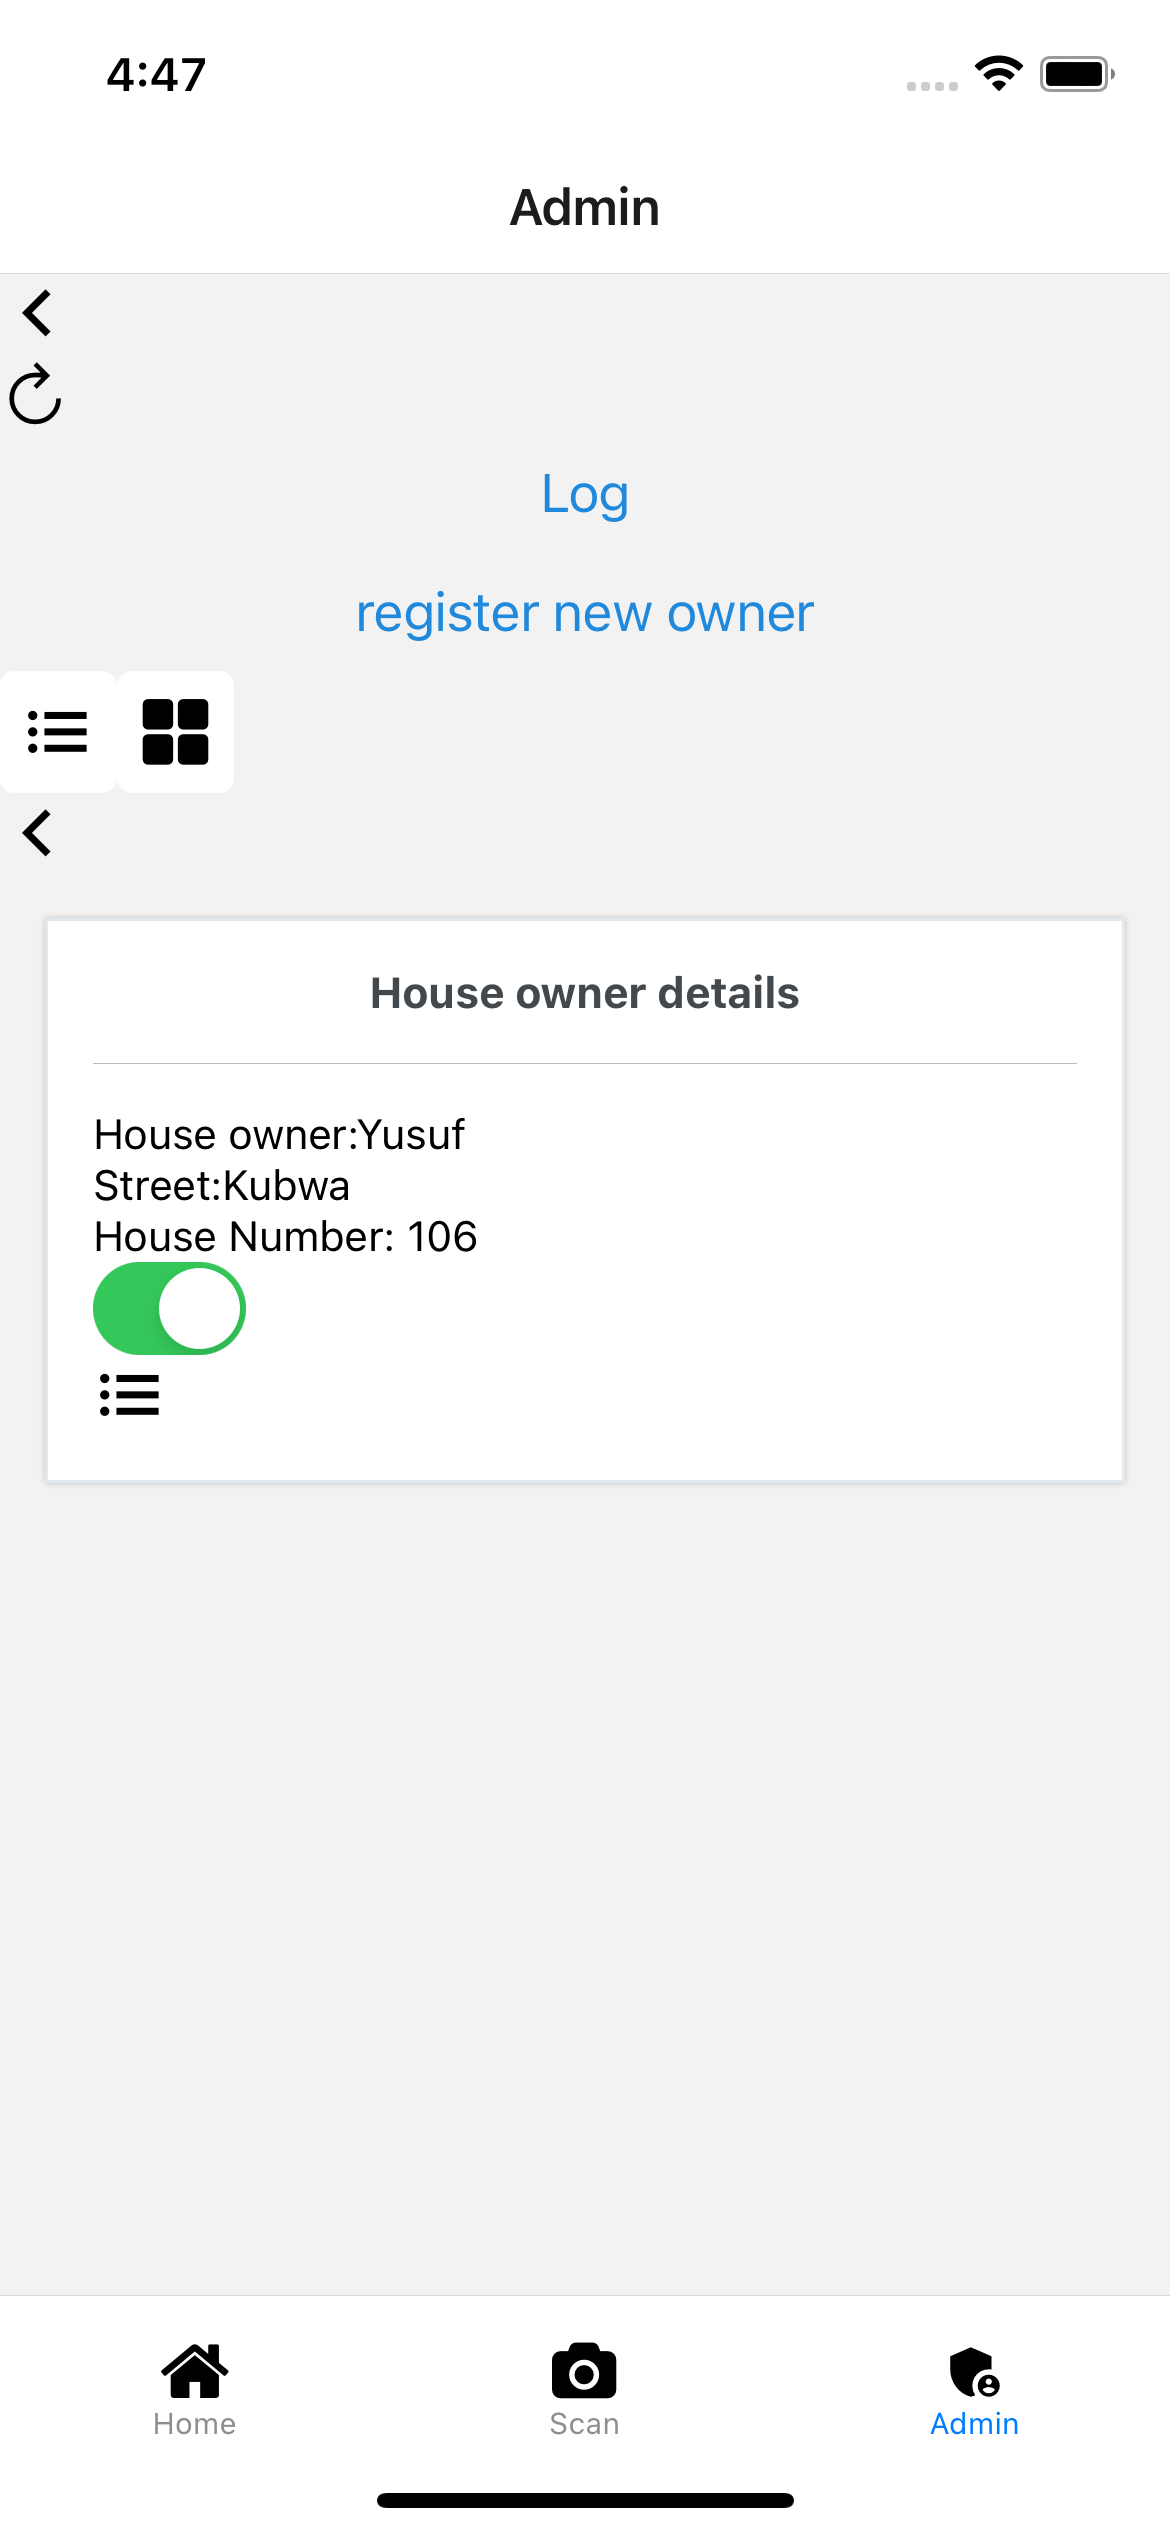 4:47
Admin
Log
register new owner
House owner details
House owner:Yusuf
Street:Kubwa
House Number: 106
Home
Scan
Admin